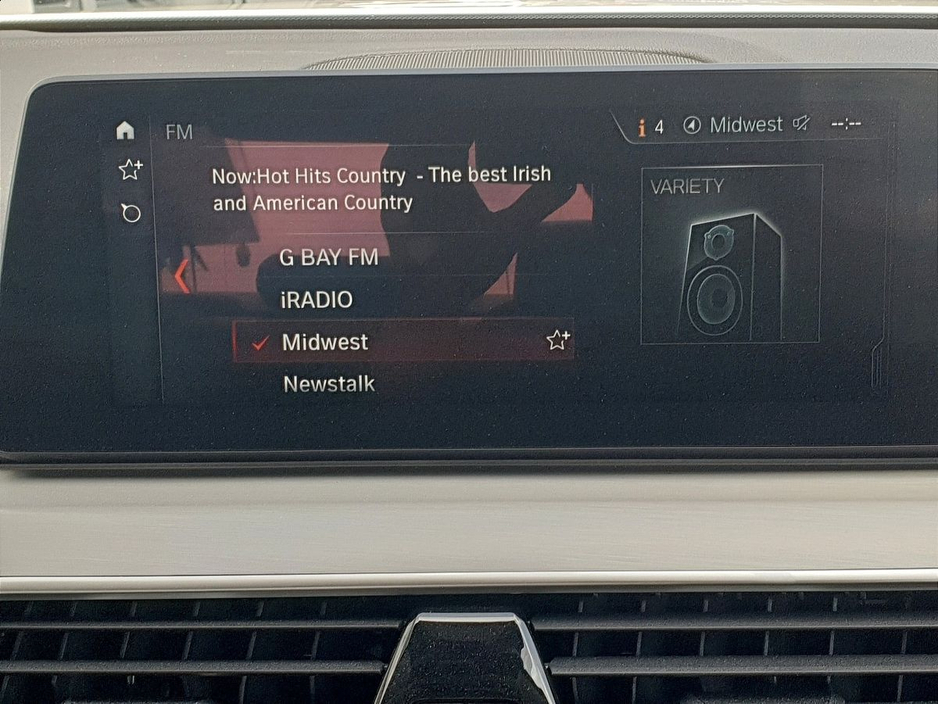 FM
4 Midwest --:--
Now:Hot Hits Country - The best Irish
and American Country
VARIETY
G BAY FM
iRADIO
Midwest
Newstalk